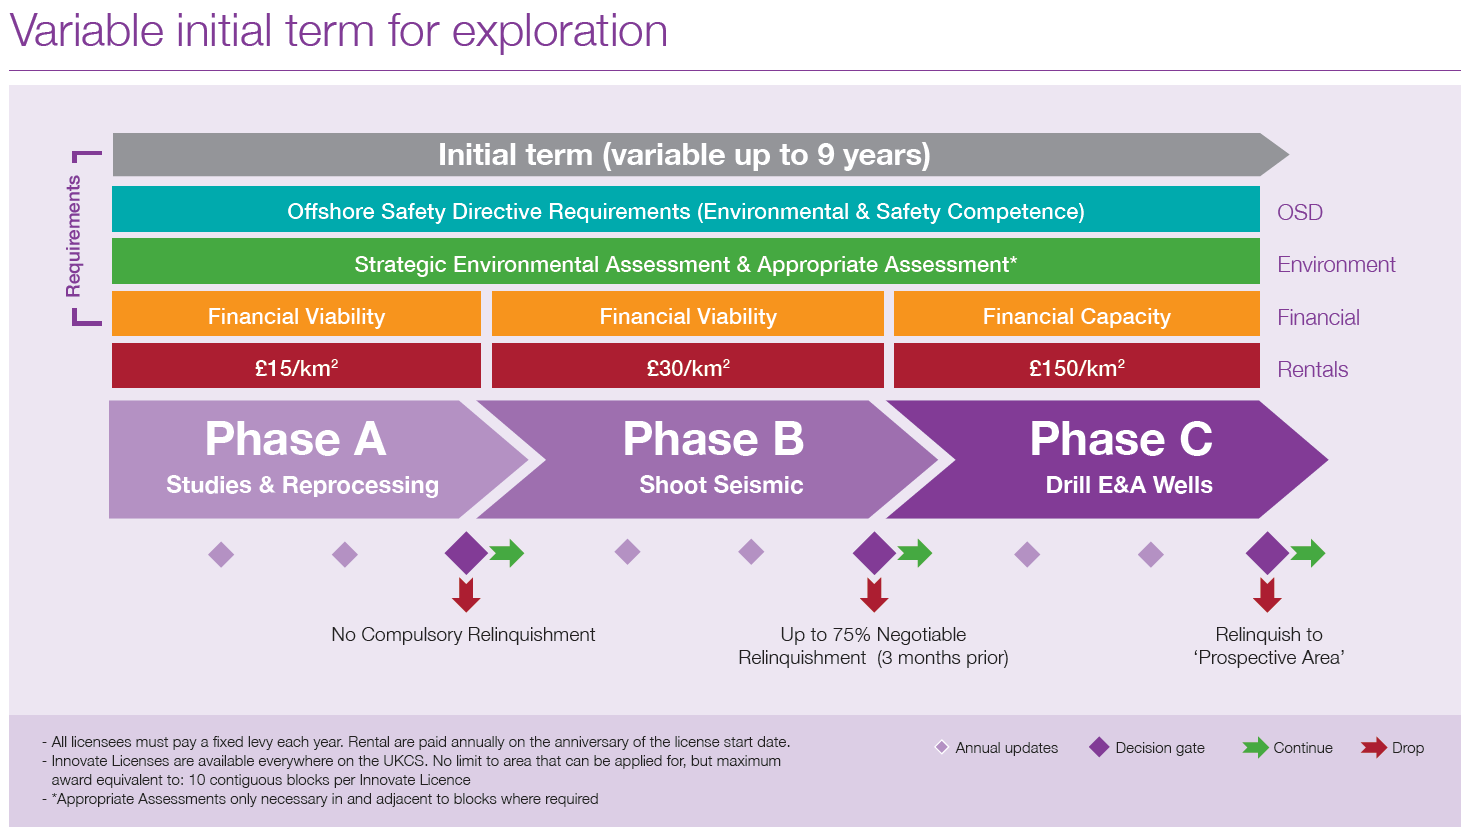 Variable initial term for exploration
Requirements
Initial term (variable up to 9 years)
Offshore Safety Directive Requirements (Environmental & Safety Competence)
OSD
Strategic Environmental Assessment & Appropriate Assessment*
Environment
Financial Viability
Financial Viability
Financial Capacity
Financial
£15/km²
£30/km²
£150/km²
Rentals
Phase A
Studies & Reprocessing
Phase B
Shoot Seismic
Phase C
Drill E&A Wells
No Compulsory Relinquishment
Up to 75% Negotiable
Relinquishment (3 months prior)
Relinquish to
‘Prospective Area’
- All licensees must pay a fixed levy each year. Rental are paid annually on the anniversary of the license start date.
- Innovate Licenses are available everywhere on the UKCS. No limit to area that can be applied for, but maximum
award equivalent to: 10 contiguous blocks per Innovate Licence
- *Appropriate Assessments only necessary in and adjacent to blocks where required
Annual updates
Decision gate
Continue
Drop